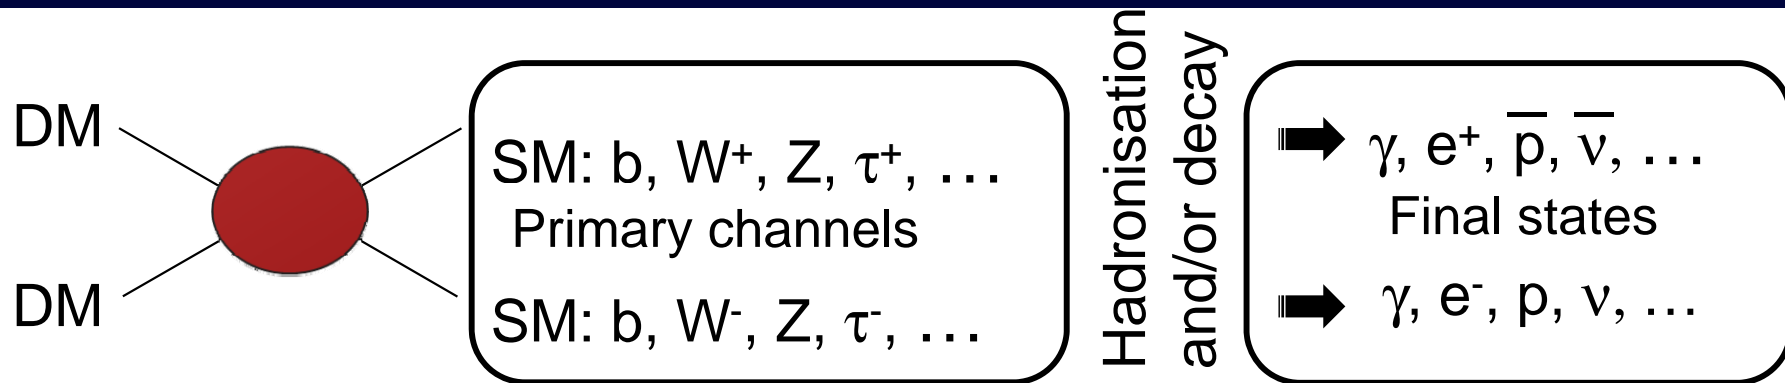 DM
DM
SM: b, W⁺, Z, τ⁺, …
Primary channels
SM: b, W⁻, Z, τ⁻, …
Hadronisation
and/or decay
γ, e⁺, p̅, ν̅, …
Final states
γ, e⁻, p, ν, …